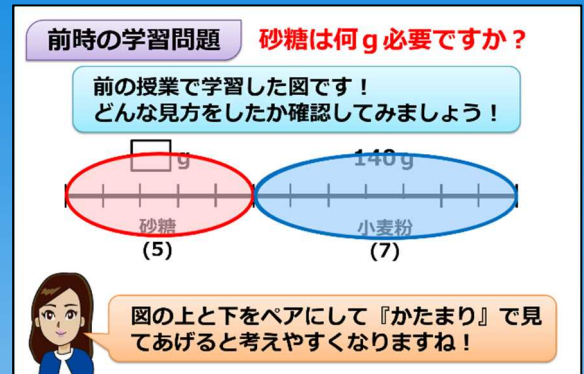 前時の学習問題
砂糖は何g必要ですか？
前の授業で学習した図です！
どんな見方をしたか確認してみましょう！
g
140g
砂糖
小麦粉
(5)
(7)
図の上と下をペアにして『かたまり』で見
てあげると考えやすくなりますね！